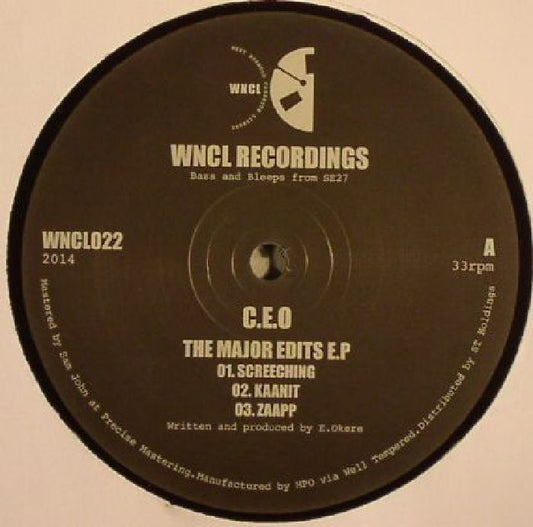 WNCL
WNCL RECORDINGS
Bass and Bleeps from SE27
WNCL022
2014
A
33rpm
C.E.O
THE MAJOR EDITS E.P
01. SCREECHING
02. KAANIT
03. ZAAPP
Written and produced by E.Okere
Mastered by Sam John at Precise Mastering.Manufactured by MPO via Well Tempered.Distributed by ST Holdings